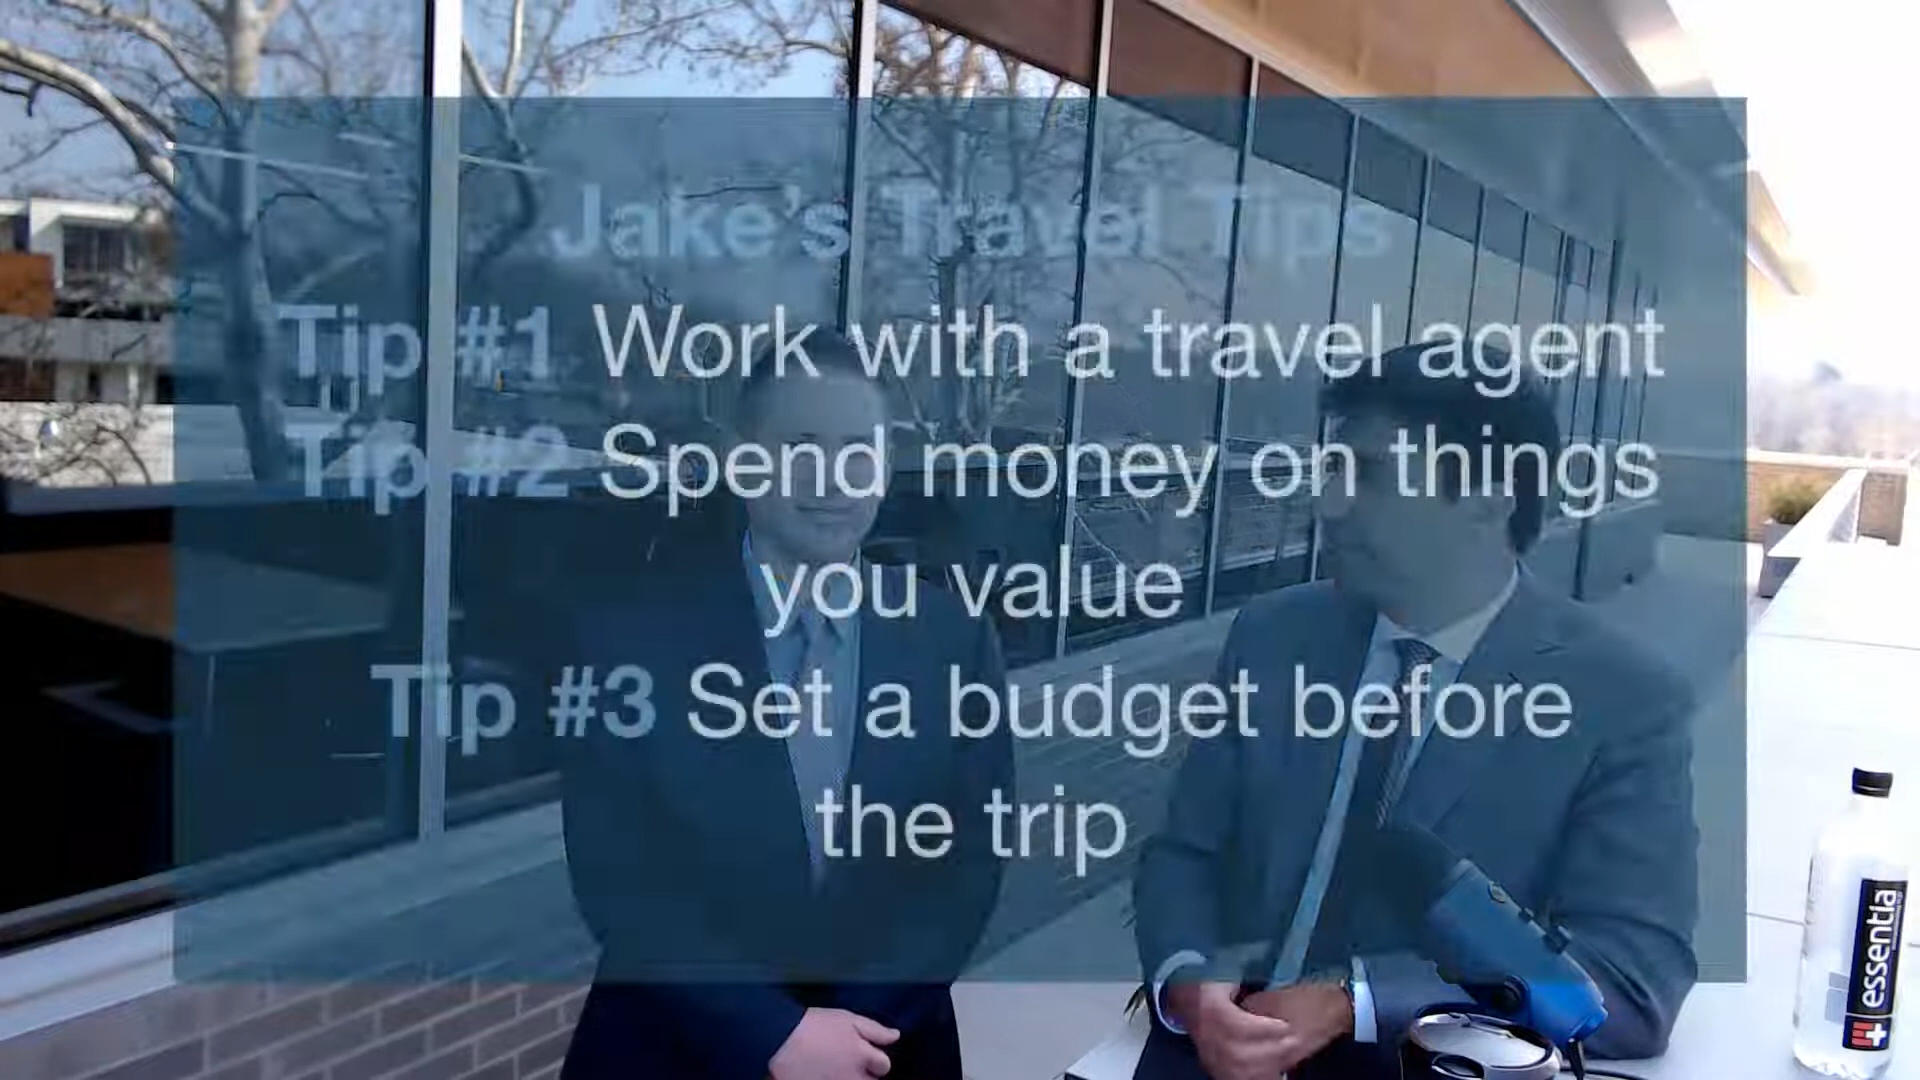 Jake's Travel Tips
Tip #1 Work with a travel agent
Tip #2 Spend money on things
you value
Tip #3 Set a budget before
the trip
essentia